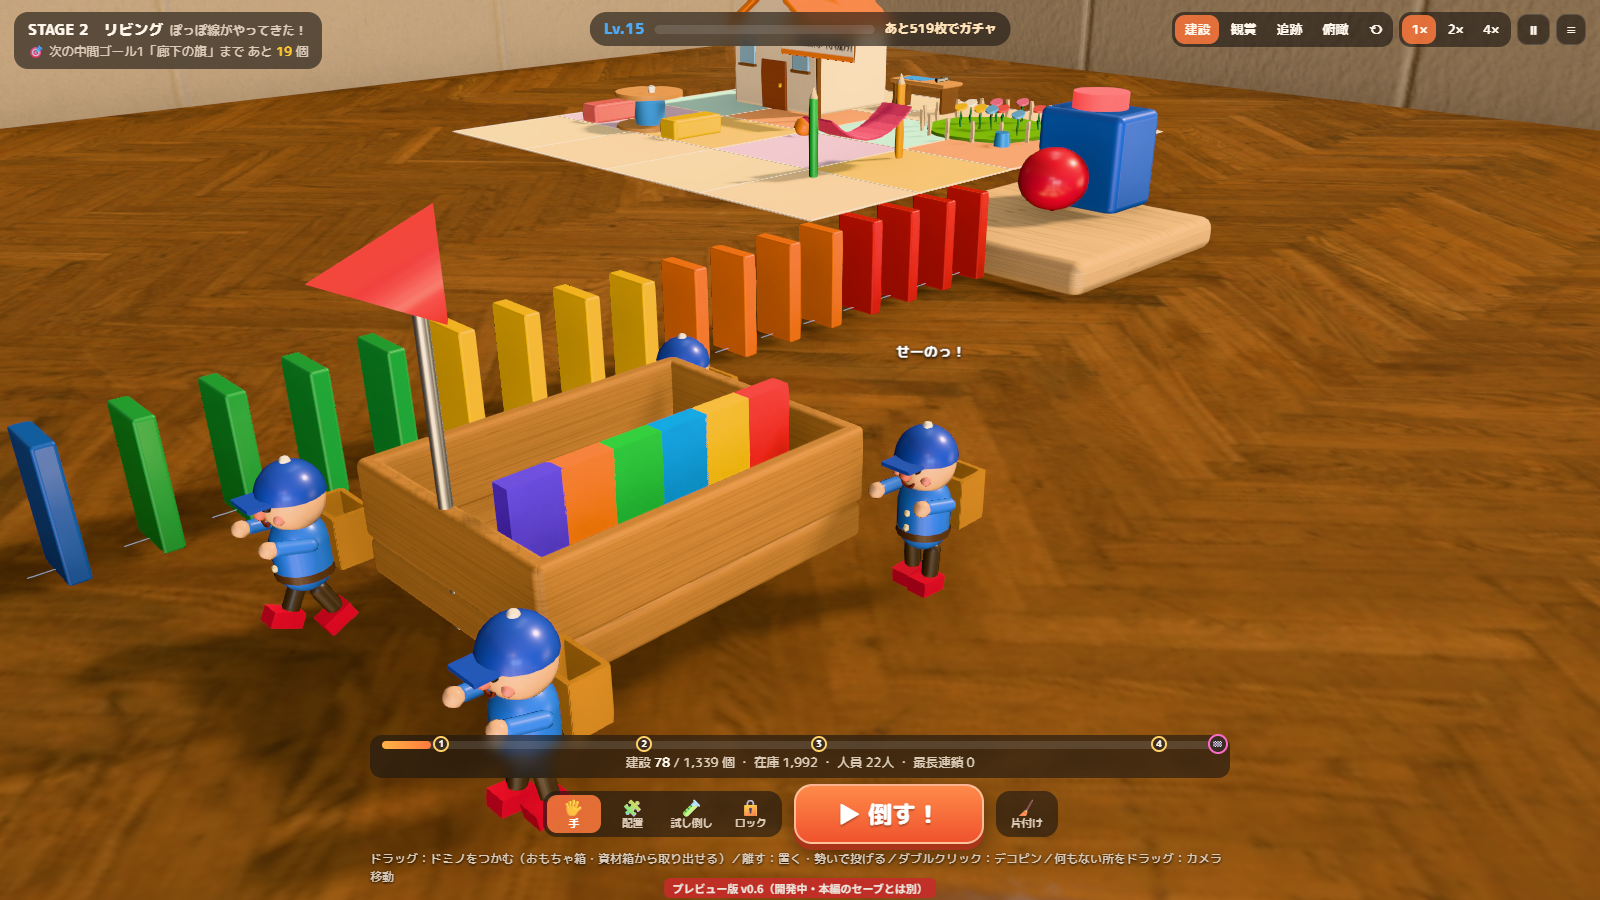 STAGE 2　リビング　ぽっぽ線がやってきた！
🎯 次の中間ゴール1「廊下の旗」まで あと 19 個
Lv.15
あと519枚でガチャ
建設　観賞　追跡　俯瞰
1×　2×　4×
せーのっ！
1　2　3　4
建設 78 / 1,339 個 ・ 在庫 1,992 ・ 人員 22人 ・ 最長連鎖 0
手　配置　試し倒し　ロック
▶ 倒す！
片付け
ドラッグ：ドミノをつかむ（おもちゃ箱・資材箱から取り出せる）／離す：置く・勢いで投げる／ダブルクリック：デコピン／何もない所をドラッグ：カメラ
移動
プレビュー版 v0.6（開発中・本編のセーブとは別）